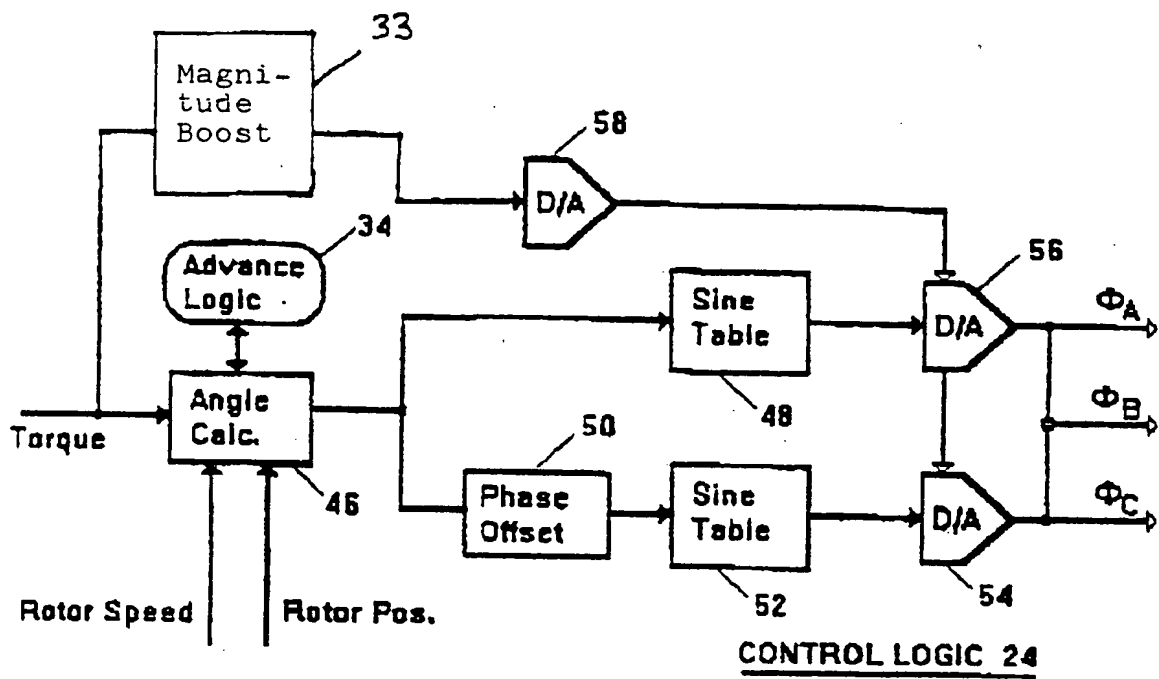 33
Magni-
tude
Boost
58
D/A
34
Advance
Logic
Sine
Table
48
56
D/A
ΦA
ΦB
ΦC
Torque
Angle
Calc.
46
50
Phase
Offset
Sine
Table
52
D/A
54
Rotor Speed
Rotor Pos.
CONTROL LOGIC 24